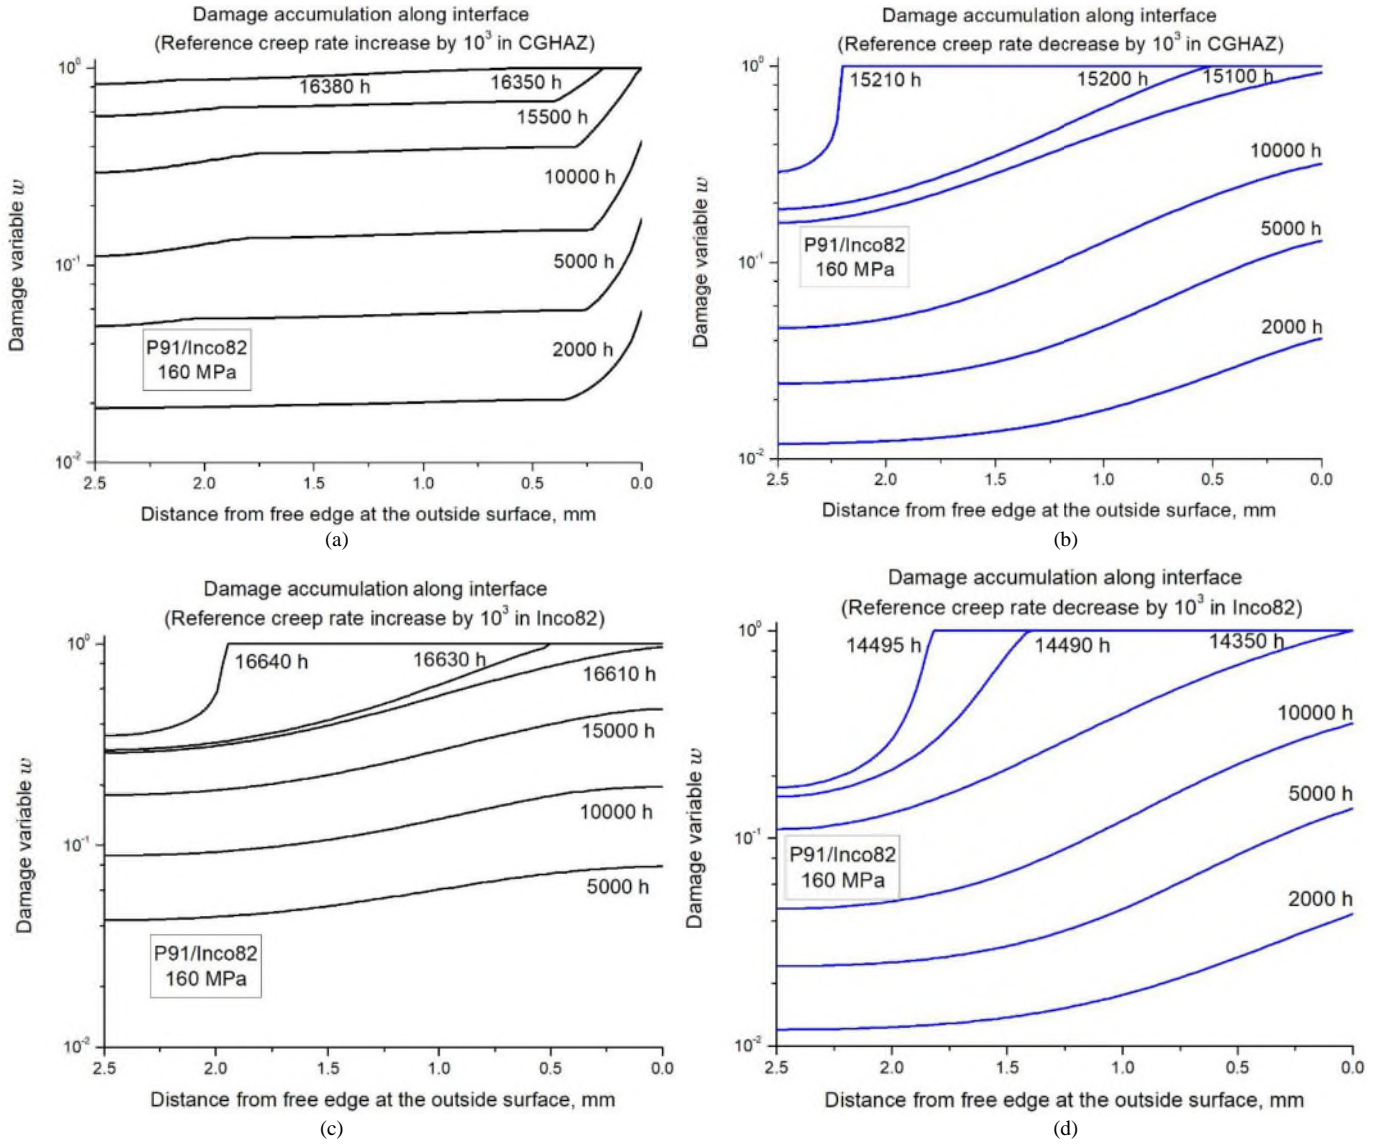 Damage accumulation along interface
(Reference creep rate increase by 10³ in CGHAZ)
10⁰
10⁻¹
10⁻²
Damage variable w
16380 h
16350 h
15500 h
10000 h
5000 h
2000 h
P91/Inco82
160 MPa
2.5 2.0 1.5 1.0 0.5 0.0
Distance from free edge at the outside surface, mm
(a)
Damage accumulation along interface
(Reference creep rate decrease by 10³ in CGHAZ)
10⁰
10⁻¹
10⁻²
Damage variable w
15210 h
15200 h
15100 h
10000 h
5000 h
2000 h
P91/Inco82
160 MPa
2.5 2.0 1.5 1.0 0.5 0.0
Distance from free edge at the outside surface, mm
(b)
Damage accumulation along interface
(Reference creep rate increase by 10³ in Inco82)
10⁰
10⁻¹
10⁻²
Damage variable w
16640 h
16630 h
16610 h
15000 h
10000 h
5000 h
P91/Inco82
160 MPa
2.5 2.0 1.5 1.0 0.5 0.0
Distance from free edge at the outside surface, mm
(c)
Damage accumulation along interface
(Reference creep rate decrease by 10³ in Inco82)
10⁰
10⁻¹
10⁻²
Damage variable w
14495 h
14490 h
14350 h
10000 h
5000 h
2000 h
P91/Inco82
160 MPa
2.5 2.0 1.5 1.0 0.5 0.0
Distance from free edge at the outside surface, mm
(d)